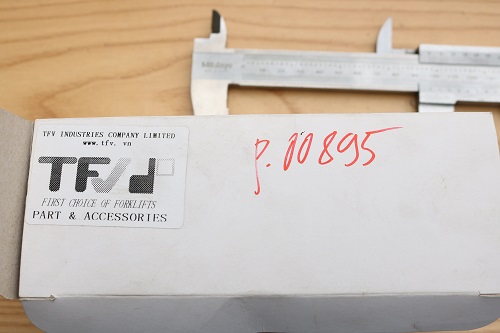 Mitutoyo
TFV INDUSTRIES COMPANY LIMITED
www.tfv. vn
TFV
FIRST CHOICE OF FORKLIFTS
PART & ACCESSORIES
P.00895